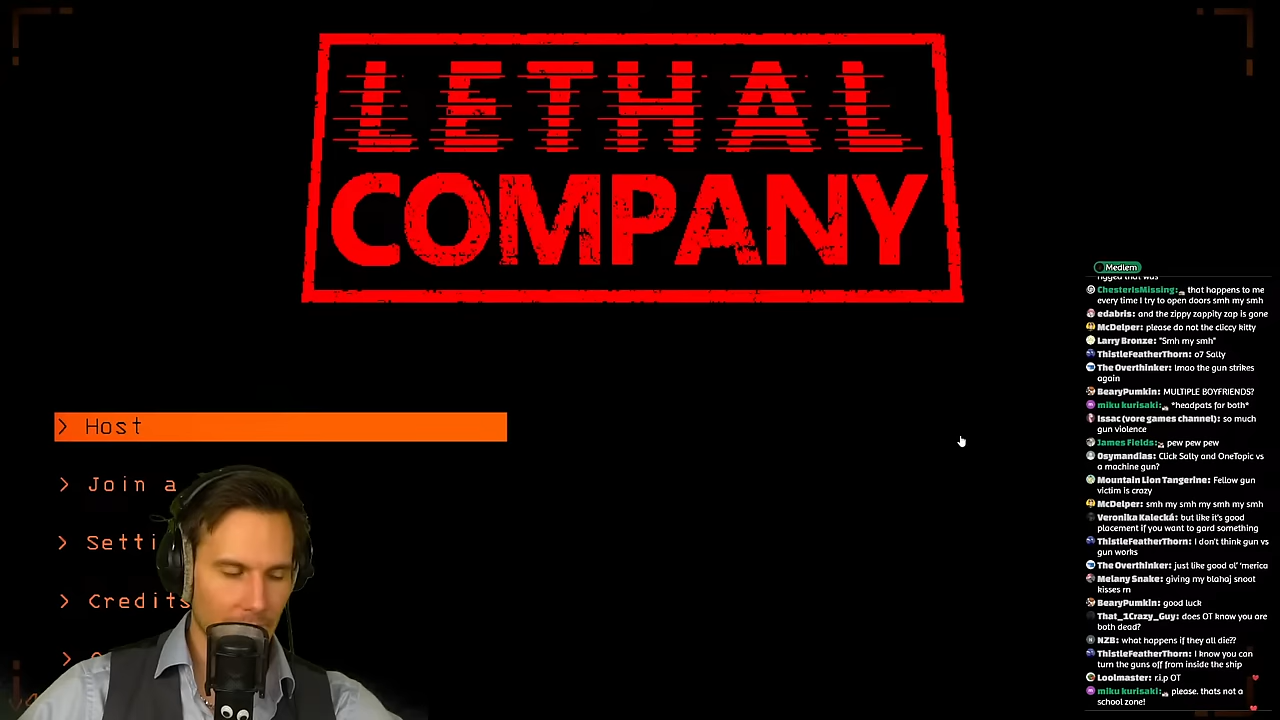 LETHAL
COMPANY
> Host
> Join a
> Setti
> Credits
>
Medlem
rigged that was
ChesterIsMissing: that happens to me
every time I try to open doors smh my smh
edabris: and the zippy zappity zap is gone
McDelper: please do not the cliccy kitty
Larry Bronze: "Smh my smh"
ThistleFeatherThorn: o7 Sally
The Overthinker: lmao the gun strikes
again
BearyPumkin: MULTIPLE BOYFRIENDS?
miku kurisaki: *headpats for both*
Issac (vore games channel): so much
gun violence
James Fields: pew pew pew
Osymandias: Click Salty and OneTopic vs
a machine gun?
Mountain Lion Tangerine: Fellow gun
victim is crazy
McDelper: smh my smh my smh my smh
Veronika Kalecká: but like it's good
placement if you want to gard something
ThistleFeatherThorn: I don't think gun vs
gun works
The Overthinker: just like good ol' 'merica
Melany Snake: giving my blahaj snoot
kisses rn
BearyPumkin: good luck
That_1Crazy_Guy: does OT know you are
both dead?
NZB: what happens if they all die??
ThistleFeatherThorn: I know you can
turn the guns off from inside the ship
Loolmaster: r.i.p OT
miku kurisaki: please. thats not a
school zone!